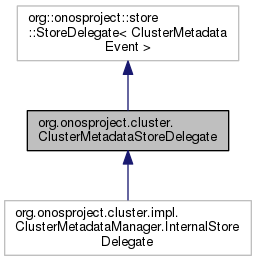 org::onosproject::store
::StoreDelegate< ClusterMetadata
Event >
org.onosproject.cluster.
ClusterMetadataStoreDelegate
org.onosproject.cluster.impl.
ClusterMetadataManager.InternalStore
Delegate